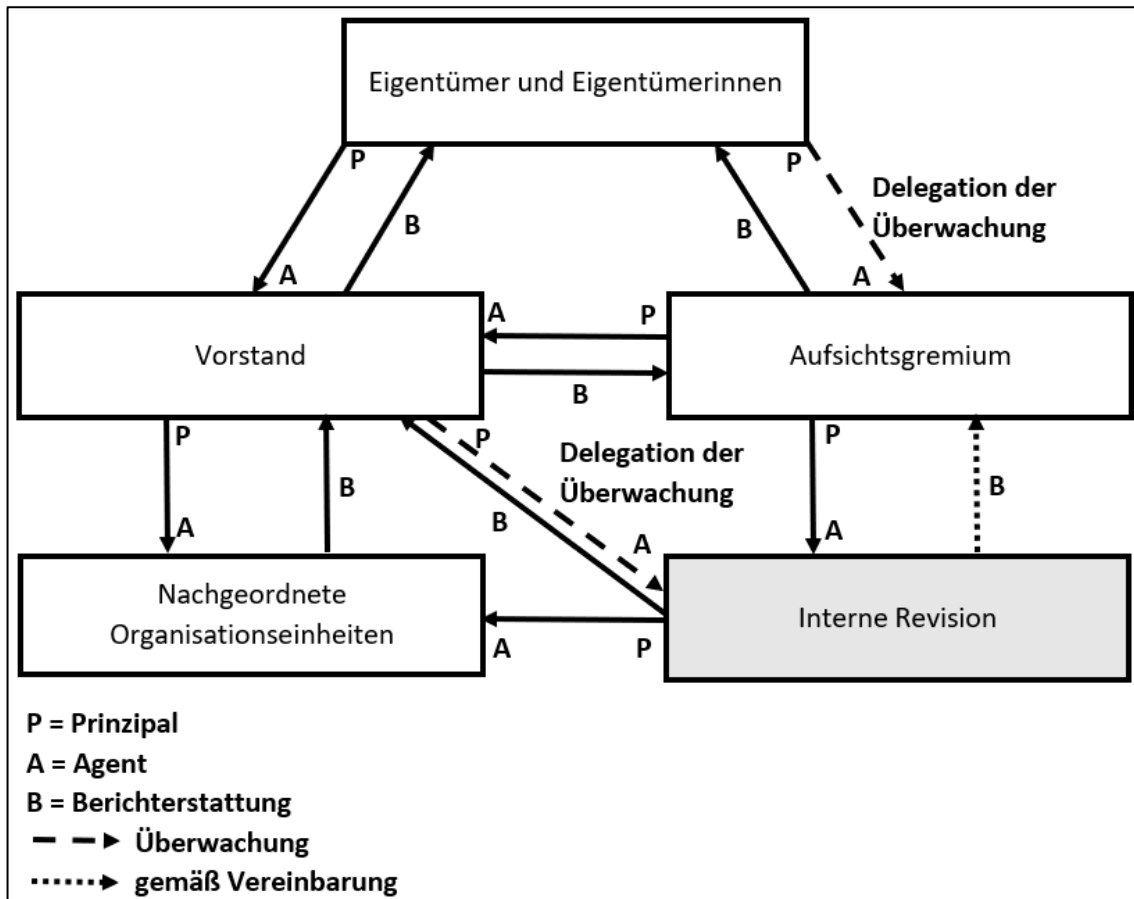 Eigentümer und Eigentümerinnen
P
P
B
B
A
A
Delegation der
Überwachung
Vorstand
A
P
B
Aufsichtsgremium
P
A
B
P
B
A
Delegation der
Überwachung
P
A
B
Nachgeordnete
Organisationseinheiten
A
P
Interne Revision
P = Prinzipal
A = Agent
B = Berichterstattung
Überwachung
gemäß Vereinbarung